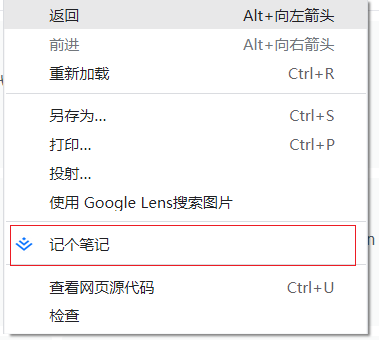 返回 Alt+向左箭头
前进 Alt+向右箭头
重新加载 Ctrl+R
另存为... Ctrl+S
打印... Ctrl+P
投射...
使用 Google Lens搜索图片
记个笔记
n
查看网页源代码 Ctrl+U
检查